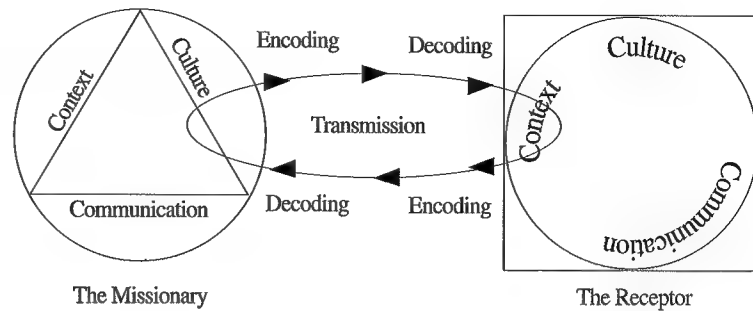 Encoding
Decoding
Culture
Culture
Context
Context
Transmission
Communication
Communication
Decoding
Encoding
The Missionary
The Receptor